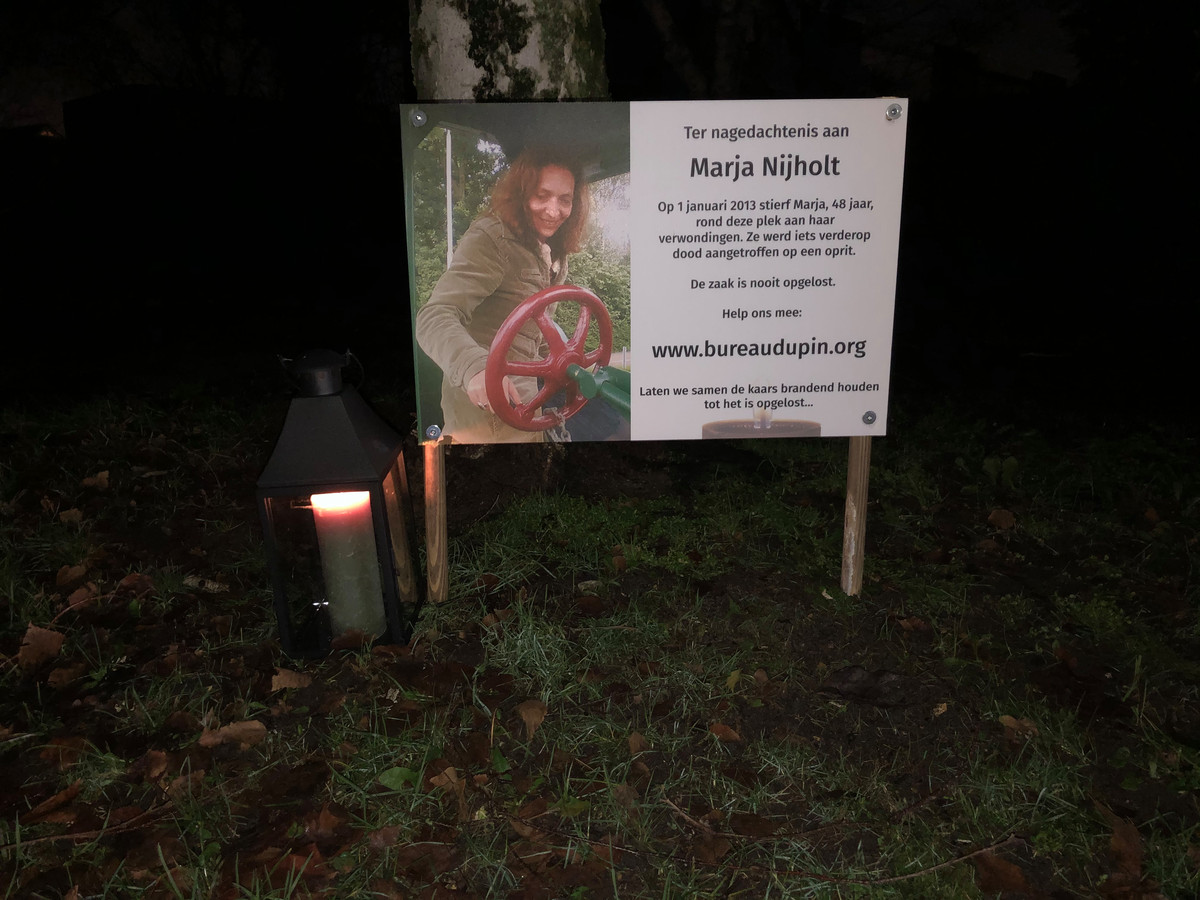 Ter nagedachtenis aan
Marja Nijholt
Op 1 januari 2013 stierf Marja, 48 jaar,
rond deze plek aan haar
verwondingen. Ze werd iets verderop
dood aangetroffen op een oprit.
De zaak is nooit opgelost.
Help ons mee:
www.bureaudupin.org
Laten we samen de kaars brandend houden
tot het is opgelost...